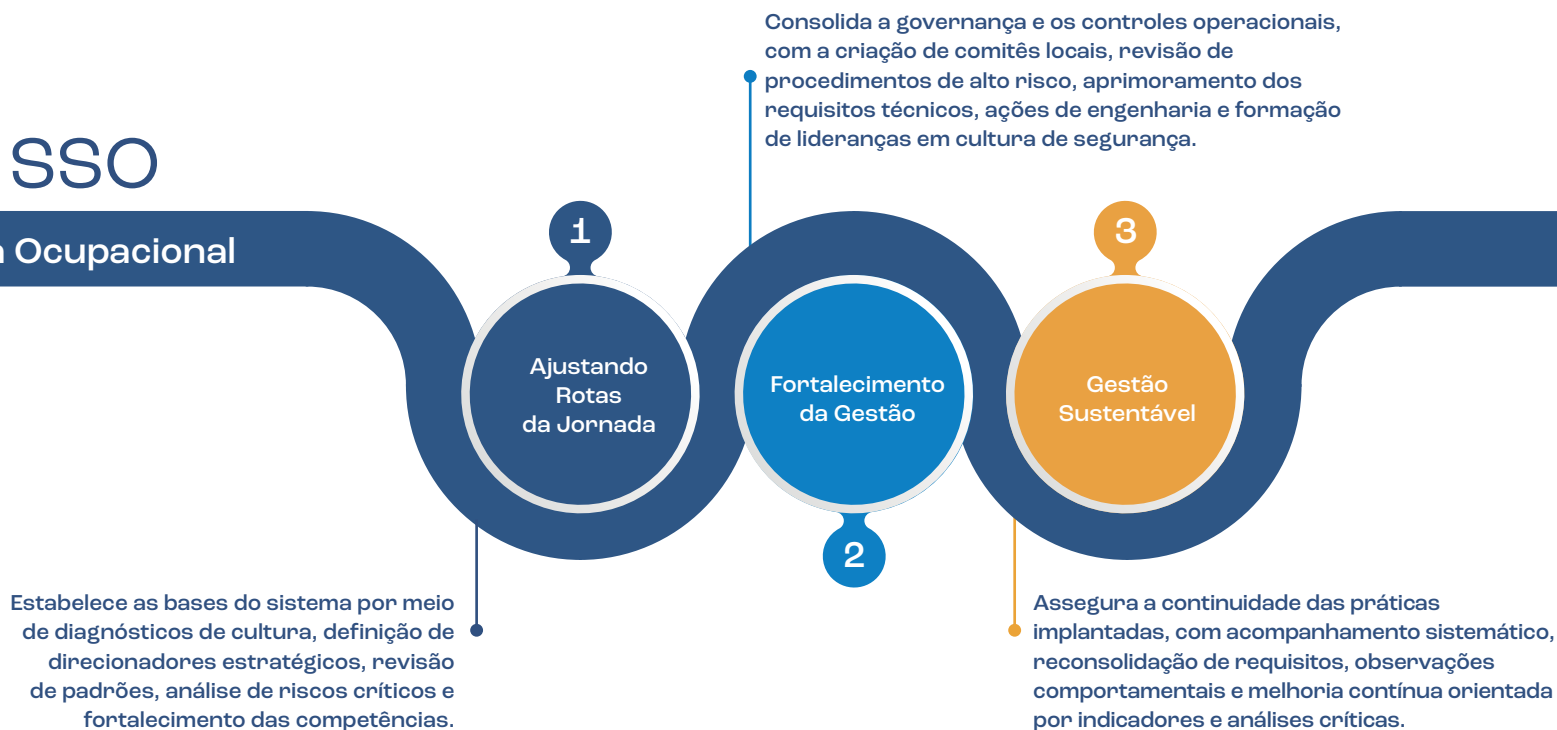 SSO
Ocupacional
1
Ajustando
Rotas
da Jornada
Estabelece as bases do sistema por meio
de diagnósticos de cultura, definição de
direcionadores estratégicos, revisão
de padrões, análise de riscos críticos e
fortalecimento das competências.
Consolida a governança e os controles operacionais,
com a criação de comitês locais, revisão de
procedimentos de alto risco, aprimoramento dos
requisitos técnicos, ações de engenharia e formação
de lideranças em cultura de segurança.
Fortalecimento
da Gestão
2
3
Gestão
Sustentável
Assegura a continuidade das práticas
implantadas, com acompanhamento sistemático,
reconsolidação de requisitos, observações
comportamentais e melhoria contínua orientada
por indicadores e análises críticas.